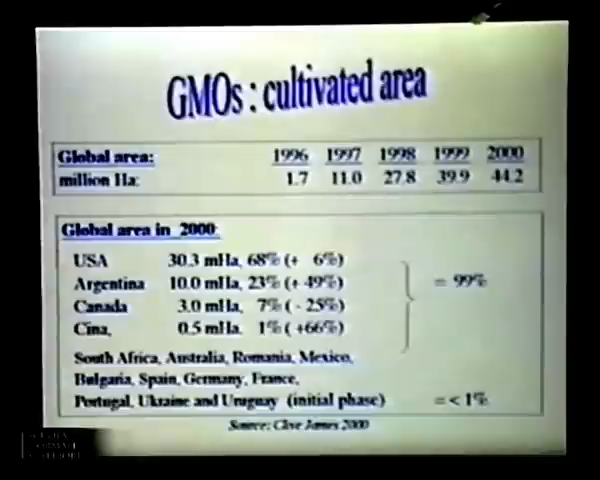 GMOs : cultivated area
Global area: 1996 1997 1998 1999 2000
million Ha: 1.7 11.0 27.8 39.9 44.2
Global area in 2000:
USA 30.3 mHa, 68% (+ 6%)
Argentina 10.0 mHa, 23% (+ 49%) = 99%
Canada 3.0 mHa, 7% ( - 25%)
Cina, 0.5 mHa. 1% ( +66%)
South Africa, Australia, Romania, Mexico,
Bulgaria, Spain, Germany, France,
Portugal, Ukraine and Uruguay (initial phase) = < 1%
Source: Clive James 2000